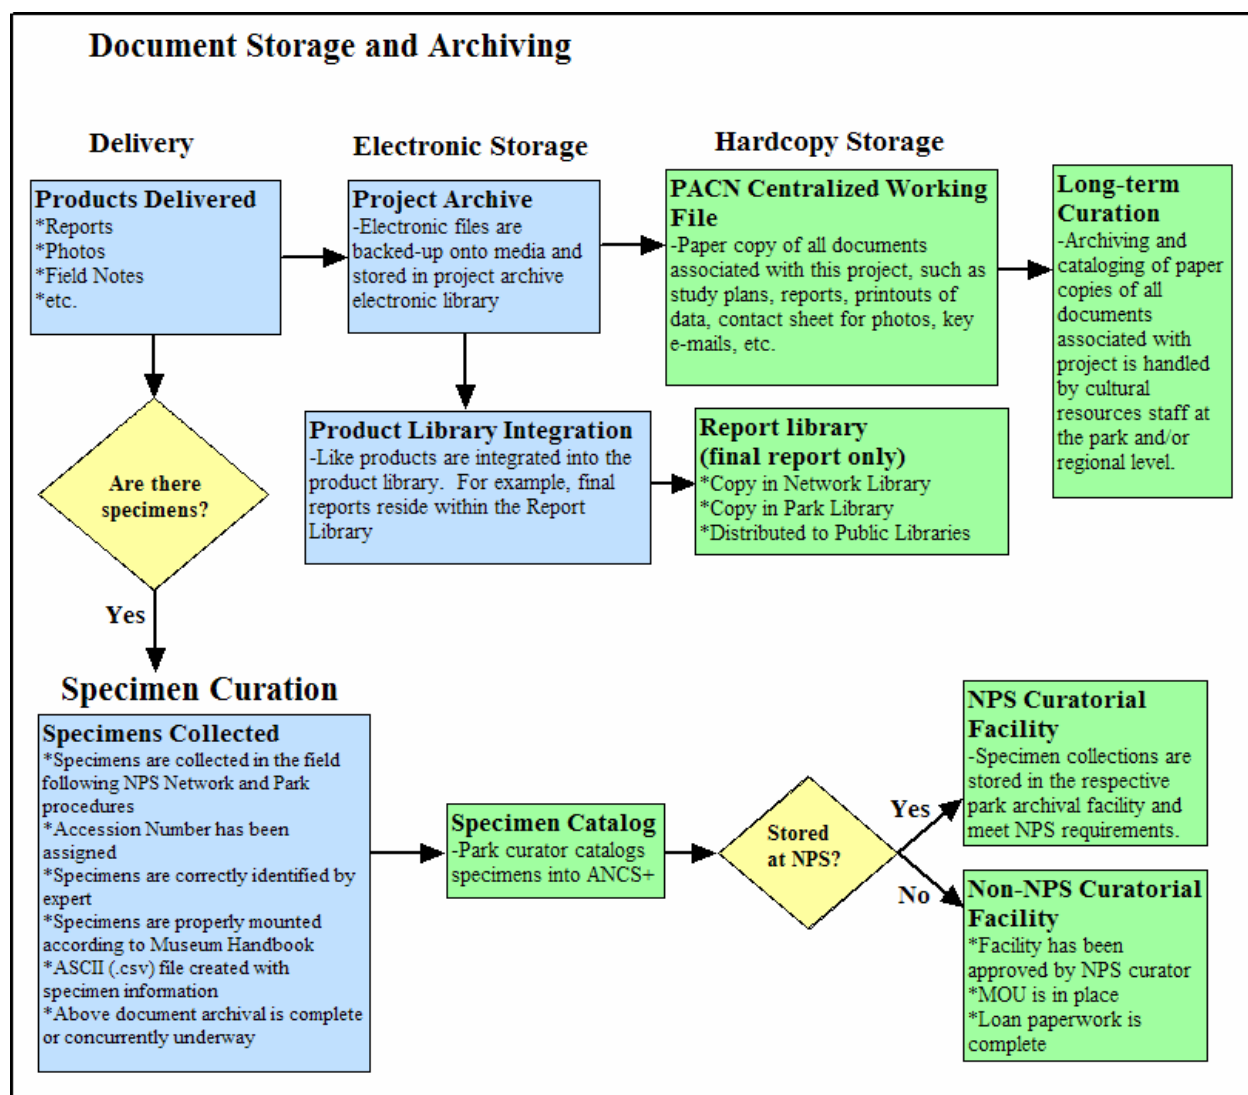 Document Storage and Archiving
Delivery
Electronic Storage
Hardcopy Storage
Products Delivered
*Reports
*Photos
*Field Notes
*etc.
Project Archive
-Electronic files are
backed-up onto media and
stored in project archive
electronic library
PACN Centralized Working
File
-Paper copy of all documents
associated with this project, such as
study plans, reports, printouts of
data, contact sheet for photos, key
e-mails, etc.
Long-term
Curation
-Archiving and
cataloging of paper
copies of all
documents
associated with
project is handled
by cultural
resources staff at
the park and/or
regional level.
Are there
specimens?
Product Library Integration
-Like products are integrated into the
product library.  For example, final
reports reside within the Report
Library
Report library
(final report only)
*Copy in Network Library
*Copy in Park Library
*Distributed to Public Libraries
Yes
Specimen Curation
Specimens Collected
*Specimens are collected in the field
following NPS Network and Park
procedures
*Accession Number has been
assigned
*Specimens are correctly identified by
expert
*Specimens are properly mounted
according to Museum Handbook
*ASCII (.csv) file created with
specimen information
*Above document archival is complete
or concurrently underway
Specimen Catalog
-Park curator catalogs
specimens into ANCS+
Stored
at NPS?
Yes
No
NPS Curatorial
Facility
-Specimen collections are
stored in the respective
park archival facility and
meet NPS requirements.
Non-NPS Curatorial
Facility
*Facility has been
approved by NPS curator
*MOU is in place
*Loan paperwork is
complete